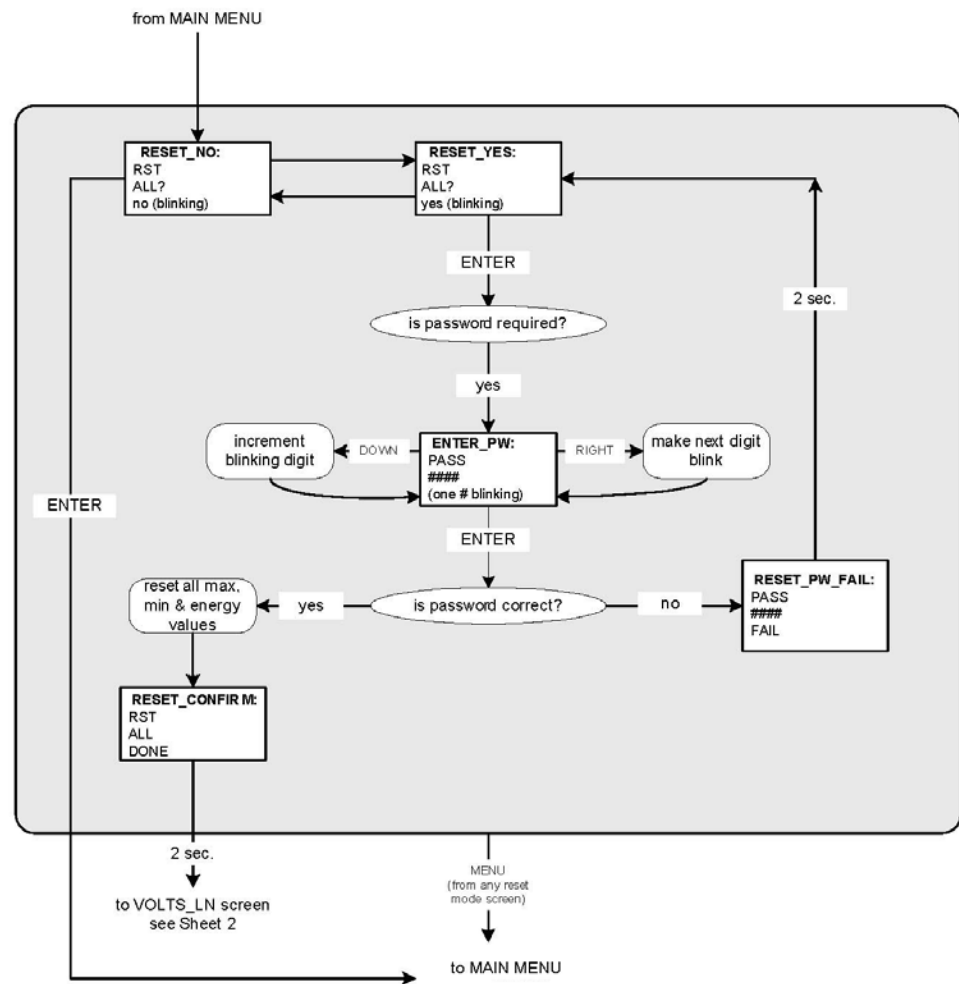 from MAIN MENU
RESET_NO:
RST
ALL?
no (blinking)
RESET_YES:
RST
ALL?
yes (blinking)
ENTER
2 sec.
is password required?
yes
increment
blinking digit
DOWN
ENTER_PW:
PASS
####
(one # blinking)
RIGHT
make next digit
blink
ENTER
ENTER
reset all max,
min & energy
values
yes
is password correct?
no
RESET_PW_FAIL:
PASS
####
FAIL
RESET_CONFIRM:
RST
ALL
DONE
2 sec.
to VOLTS_LN screen
see Sheet 2
MENU
(from any reset
mode screen)
to MAIN MENU